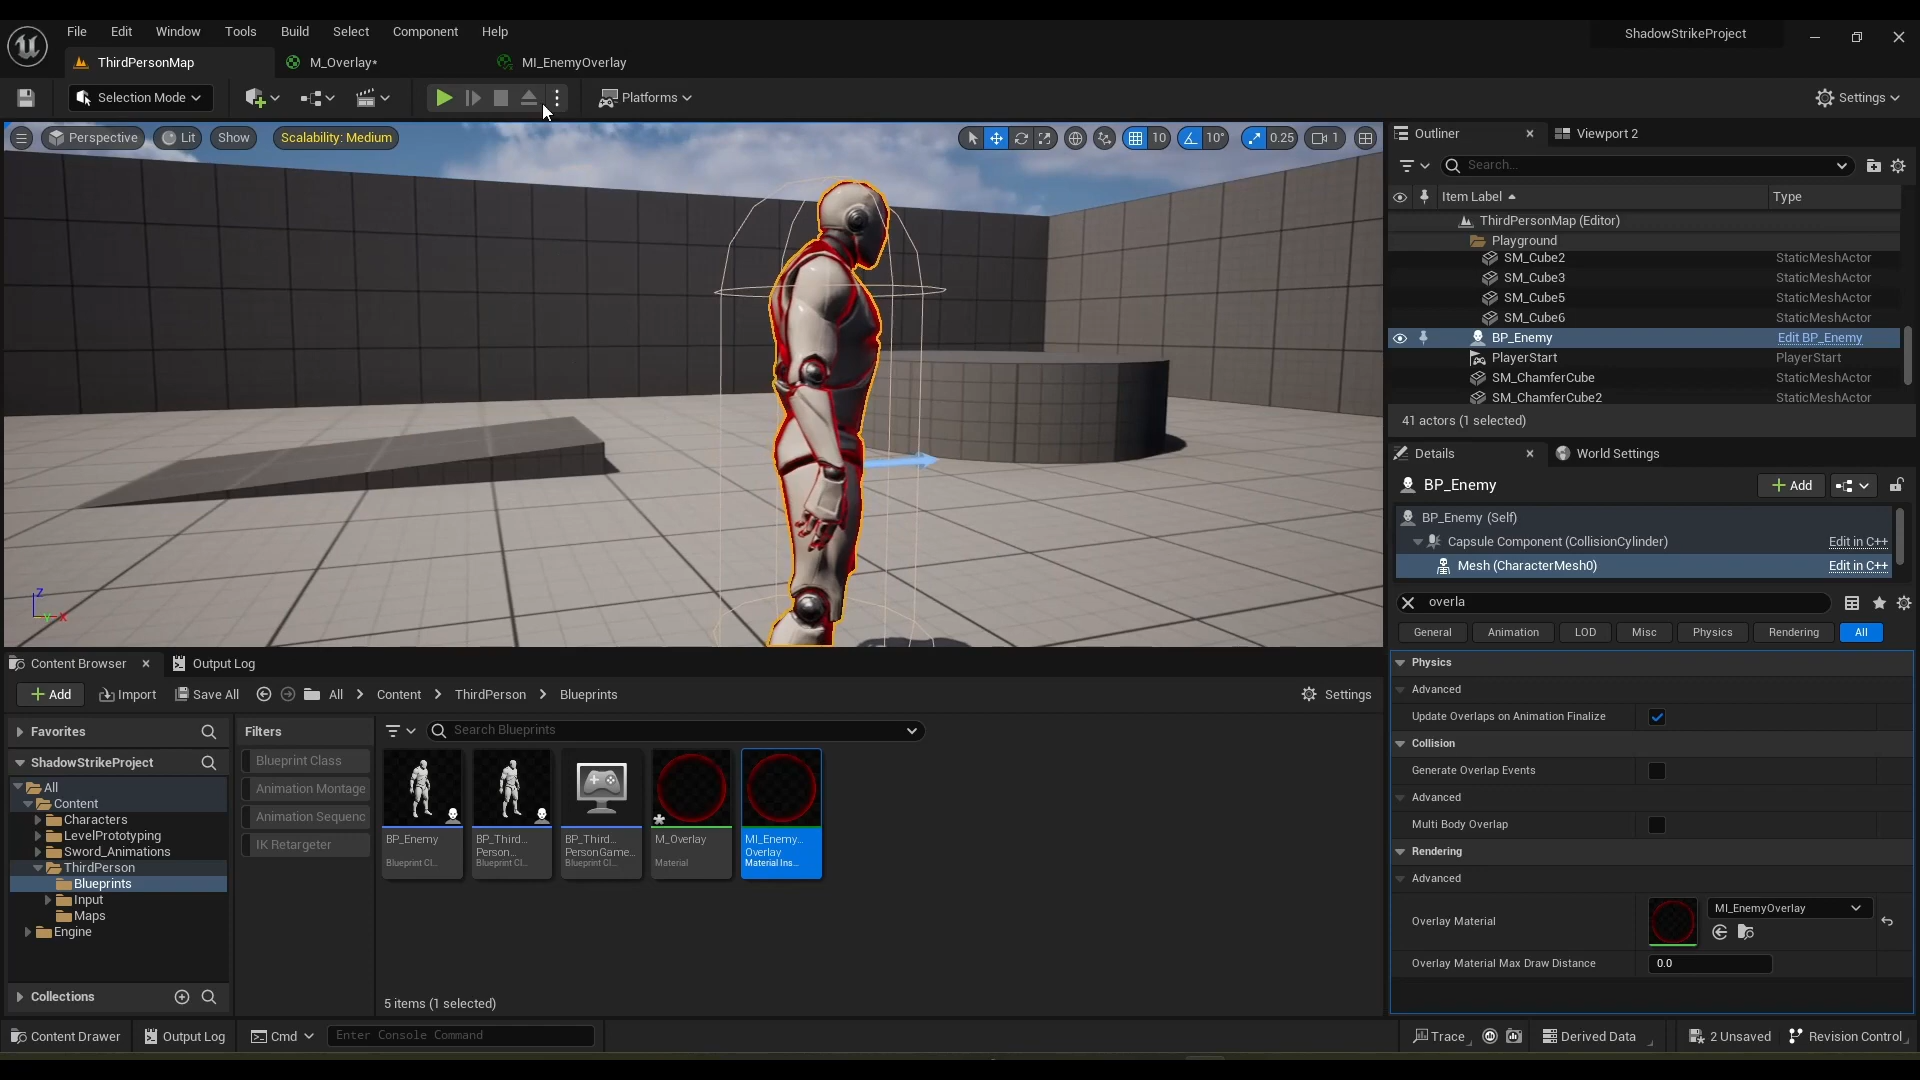 File Edit Window Tools Build Select Component Help
ShadowStrikeProject
ThirdPersonMap
M_Overlay*
MI_EnemyOverlay
Selection Mode
Platforms
Settings
Perspective
Lit
Show
Scalability: Medium
10
10°
0.25
1
Z
X
Outliner
Viewport 2
Search...
Item Label
Type
ThirdPersonMap (Editor)
Playground
SM_Cube2 StaticMeshActor
SM_Cube3 StaticMeshActor
SM_Cube5 StaticMeshActor
SM_Cube6 StaticMeshActor
BP_Enemy Edit BP_Enemy
PlayerStart PlayerStart
SM_ChamferCube StaticMeshActor
SM_ChamferCube2 StaticMeshActor
41 actors (1 selected)
Details
World Settings
BP_Enemy
Add
BP_Enemy (Self)
Capsule Component (CollisionCylinder) Edit in C++
Mesh (CharacterMesh0) Edit in C++
overla
General Animation LOD Misc Physics Rendering All
Physics
Advanced
Update Overlaps on Animation Finalize
Collision
Generate Overlap Events
Advanced
Multi Body Overlap
Rendering
Advanced
Overlay Material
MI_EnemyOverlay
Overlay Material Max Draw Distance 0.0
Content Browser
Output Log
Add
Import
Save All
All > Content > ThirdPerson > Blueprints
Settings
Favorites
ShadowStrikeProject
All
Content
Characters
LevelPrototyping
Sword_Animations
ThirdPerson
Blueprints
Input
Maps
Engine
Collections
Filters
Blueprint Class
Animation Montage
Animation Sequenc
IK Retargeter
Search Blueprints
BP_Enemy
Blueprint Cl...
BP_Third...
Person...
Blueprint Cl...
BP_Third...
PersonGame...
Blueprint Cl...
M_Overlay
Material
MI_Enemy...
Overlay
Material Ins...
5 items (1 selected)
Content Drawer
Output Log
Cmd
Enter Console Command
Trace
Derived Data
2 Unsaved
Revision Control